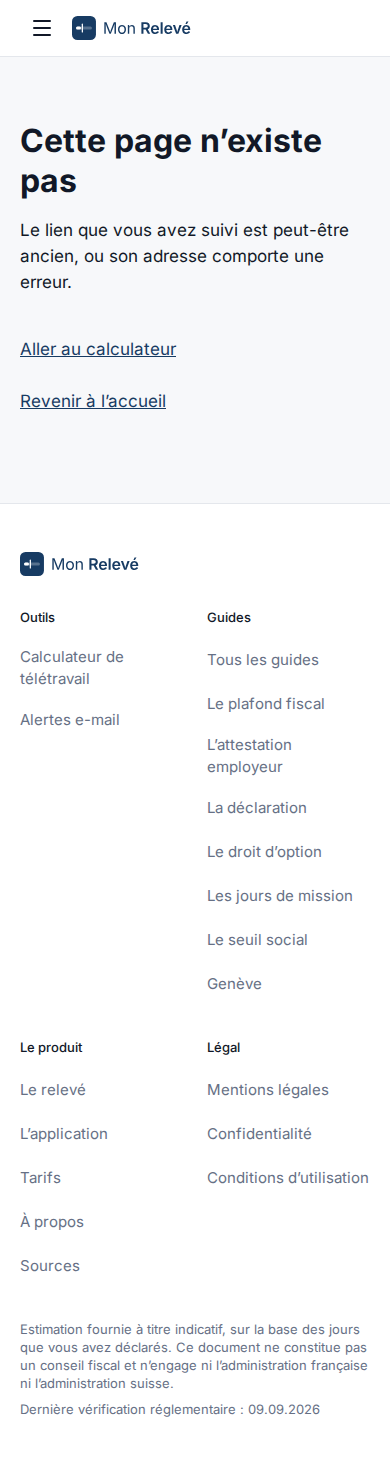 Mon Relevé
Cette page n’existe
pas
Le lien que vous avez suivi est peut-être
ancien, ou son adresse comporte une
erreur.
Aller au calculateur
Revenir à l’accueil
Mon Relevé
Outils
Calculateur de
télétravail
Alertes e-mail
Guides
Tous les guides
Le plafond fiscal
L’attestation
employeur
La déclaration
Le droit d’option
Les jours de mission
Le seuil social
Genève
Le produit
Le relevé
L’application
Tarifs
À propos
Sources
Légal
Mentions légales
Confidentialité
Conditions d’utilisation
Estimation fournie à titre indicatif, sur la base des jours
que vous avez déclarés. Ce document ne constitue pas
un conseil fiscal et n’engage ni l’administration française
ni l’administration suisse.
Dernière vérification réglementaire : 09.09.2026